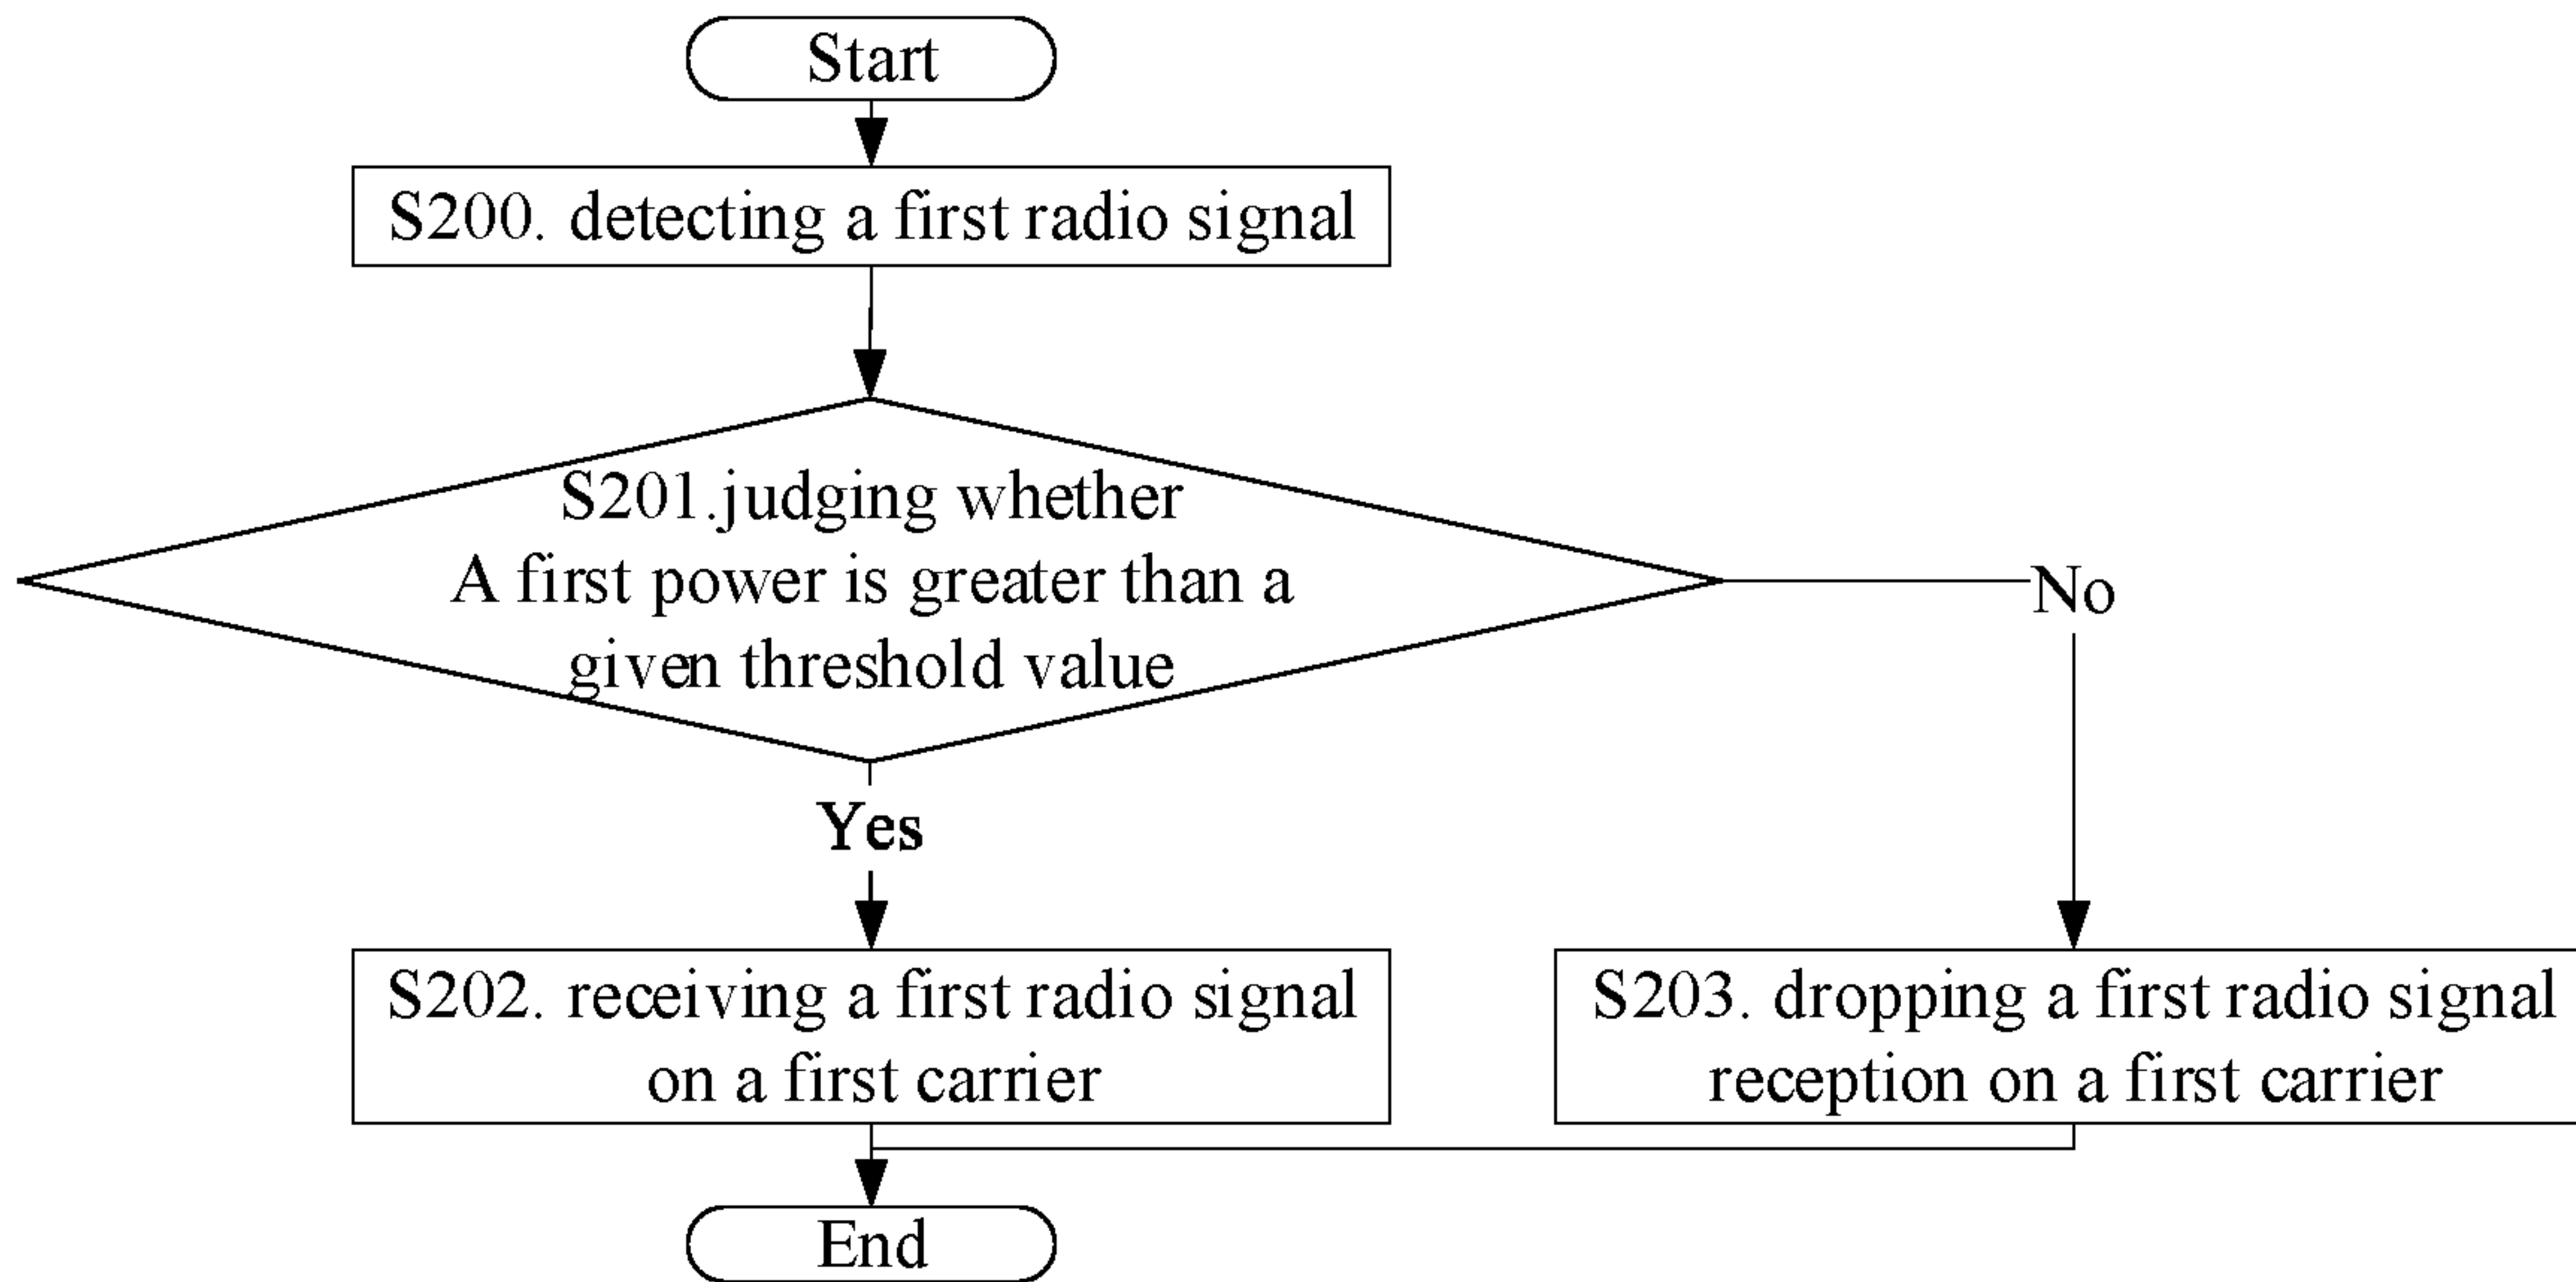 Start
S200. detecting a first radio signal
S201.judging whether
A first power is greater than a
given threshold value
No
Yes
S202. receiving a first radio signal
on a first carrier
S203. dropping a first radio signal
reception on a first carrier
End